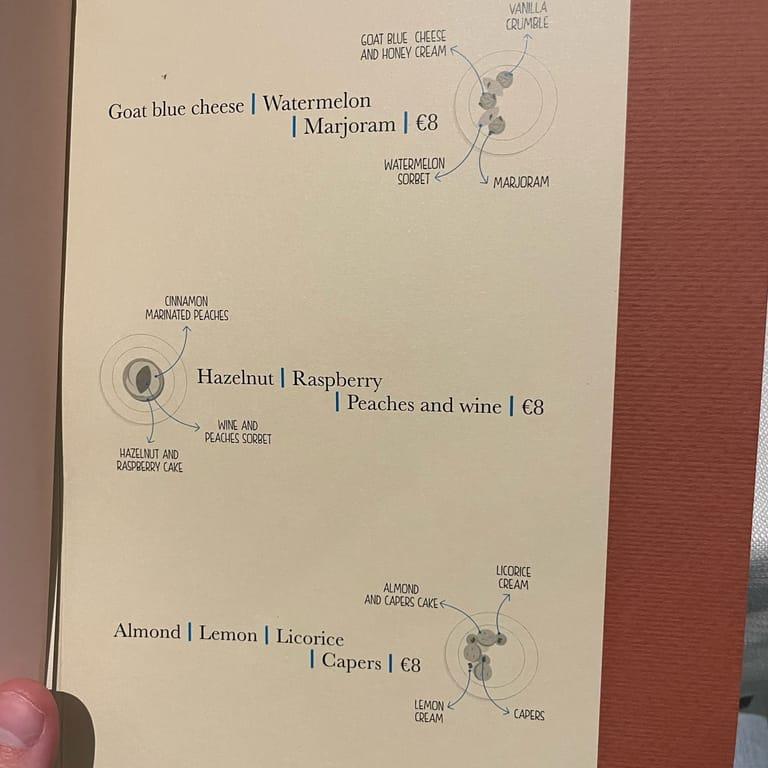 VANILLA
CRUMBLE
GOAT BLUE CHEESE
AND HONEY CREAM
Goat blue cheese | Watermelon
| Marjoram | €8
WATERMELON
SORBET
MARJORAM
CINNAMON
MARINATED PEACHES
Hazelnut | Raspberry
| Peaches and wine | €8
WINE AND
PEACHES SORBET
HAZELNUT AND
RASPBERRY CAKE
LICORICE
CREAM
ALMOND
AND CAPERS CAKE
Almond | Lemon | Licorice
| Capers | €8
LEMON
CREAM
CAPERS